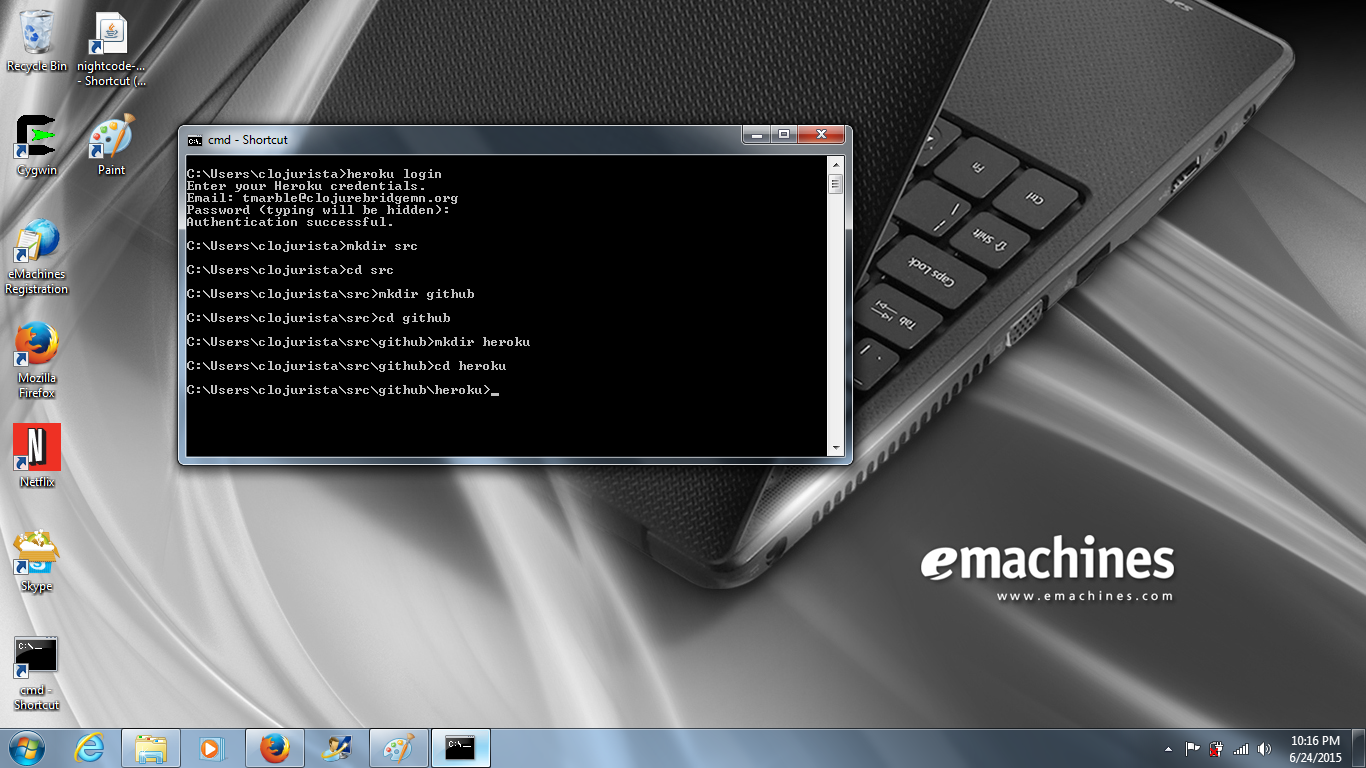 Recycle Bin
nightcode-...
- Shortcut (...
Cygwin
Paint
eMachines
Registration
Mozilla
Firefox
N
Netflix
S
Skype
C:\._
cmd -
Shortcut
cmd - Shortcut
C:\Users\clojurista>heroku login
Enter your Heroku credentials.
Email: tmarble@clojurebridgemn.org
Password (typing will be hidden):
Authentication successful.
C:\Users\clojurista>mkdir src
C:\Users\clojurista>cd src
C:\Users\clojurista\src>mkdir github
C:\Users\clojurista\src>cd github
C:\Users\clojurista\src\github>mkdir heroku
C:\Users\clojurista\src\github>cd heroku
C:\Users\clojurista\src\github\heroku>_
Fn
Ctrl
Shift
Caps Lock
Tab
emachines
www.emachines.com
10:16 PM
6/24/2015